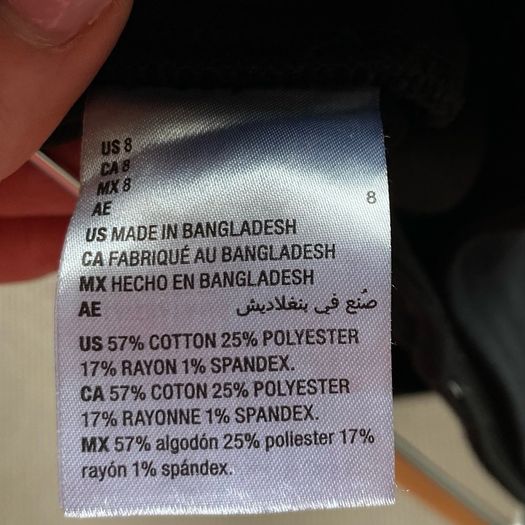 US 8
CA 8
MX 8
AE 8
US MADE IN BANGLADESH
CA FABRIQUÉ AU BANGLADESH
MX HECHO EN BANGLADESH
AE صُنع في بنغلاديش
US 57% COTTON 25% POLYESTER
17% RAYON 1% SPANDEX.
CA 57% COTON 25% POLYESTER
17% RAYONNE 1% SPANDEX.
MX 57% algodón 25% poliester 17%
rayón 1% spándex.